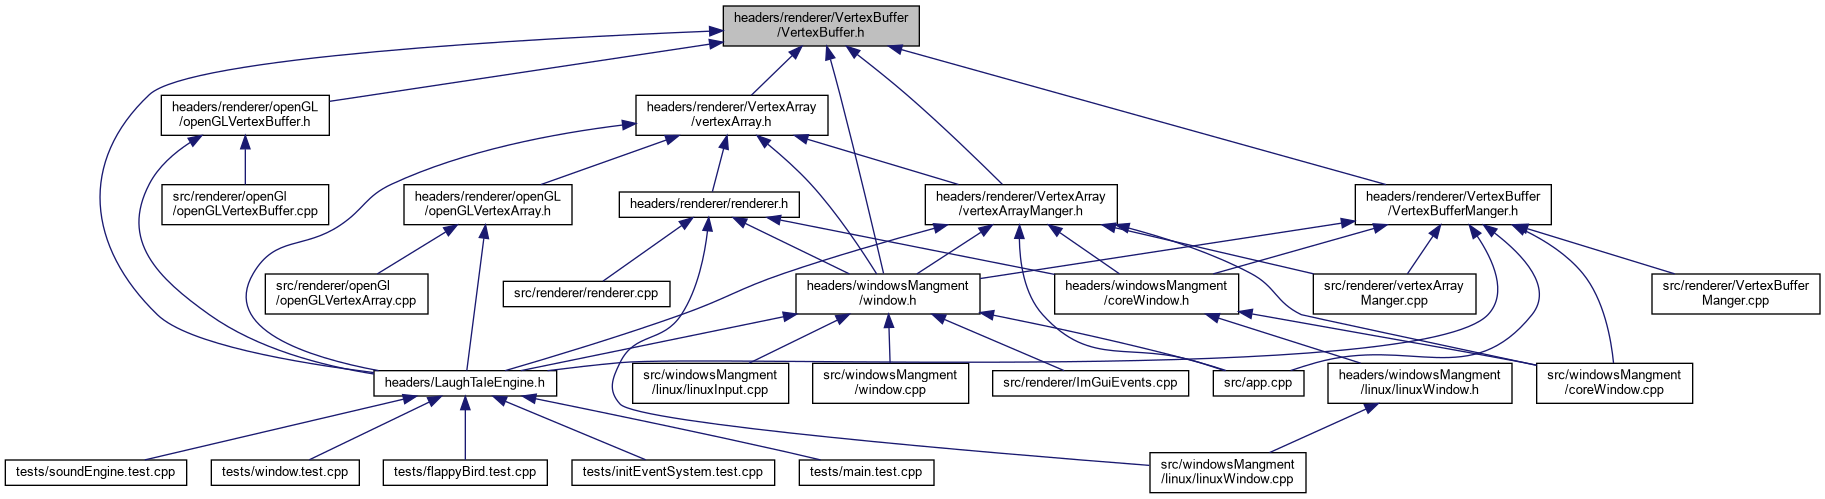 headers/renderer/VertexBuffer
/VertexBuffer.h
headers/renderer/openGL
/openGLVertexBuffer.h
headers/renderer/VertexArray
/vertexArray.h
src/renderer/openGl
/openGLVertexBuffer.cpp
headers/renderer/openGL
/openGLVertexArray.h
headers/renderer/renderer.h
headers/renderer/VertexArray
/vertexArrayManger.h
headers/renderer/VertexBuffer
/VertexBufferManger.h
src/renderer/openGl
/openGLVertexArray.cpp
src/renderer/renderer.cpp
headers/windowsMangment
/window.h
headers/windowsMangment
/coreWindow.h
src/renderer/vertexArray
Manger.cpp
src/renderer/VertexBuffer
Manger.cpp
headers/LaughTaleEngine.h
src/windowsMangment
/linux/linuxInput.cpp
src/windowsMangment
/window.cpp
src/renderer/ImGuiEvents.cpp
src/app.cpp
headers/windowsMangment
/linux/linuxWindow.h
src/windowsMangment
/coreWindow.cpp
tests/soundEngine.test.cpp
tests/window.test.cpp
tests/flappyBird.test.cpp
tests/initEventSystem.test.cpp
tests/main.test.cpp
src/windowsMangment
/linux/linuxWindow.cpp